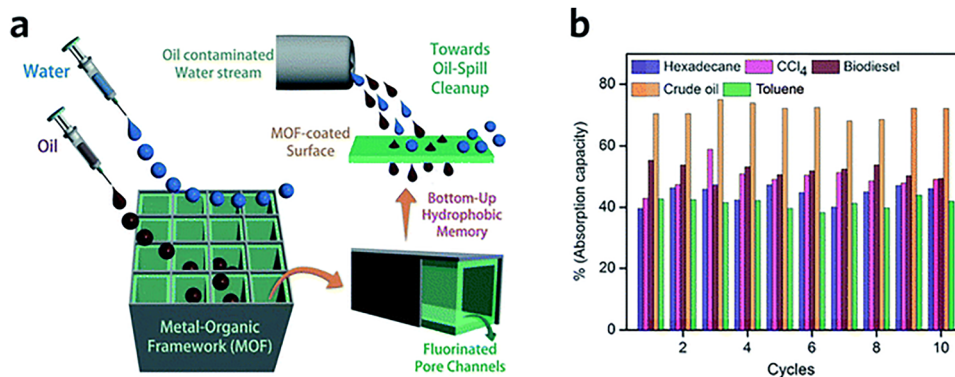 a
Water
Oil
Oil contaminated
Water stream
Towards
Oil-Spill
Cleanup
MOF-coated
Surface
Bottom-Up
Hydrophobic
Memory
Metal-Organic
Framework (MOF)
Fluorinated
Pore Channels
b
Hexadecane CCl₄ Biodiesel
Crude oil Toluene
% (Absorption capacity)
80
60
40
20
0
2 4 6 8 10
Cycles